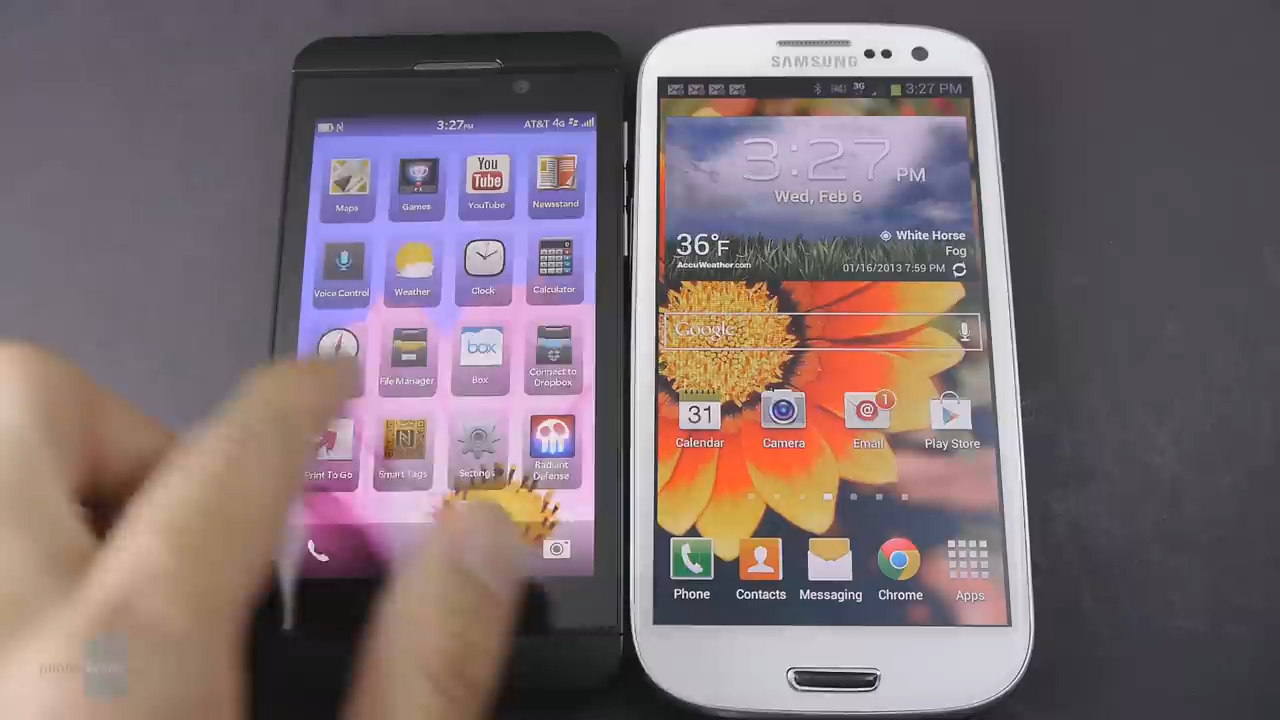 3:27PM
AT&T 4G
Maps
Games
You
Tube
YouTube
Newsstand
Voice Control
Weather
Clock
Calculator
File Manager
box
Box
Connect to
Dropbox
Print To Go
Smart Tags
Settings
Radiant
Defense
SAMSUNG
3G
3:27 PM
3:27 PM
Wed, Feb 6
36°F
AccuWeather.com
White Horse
Fog
01/16/2013 7:59 PM
Google
31
1
Calendar
Camera
Email
Play Store
Phone
Contacts
Messaging
Chrome
Apps